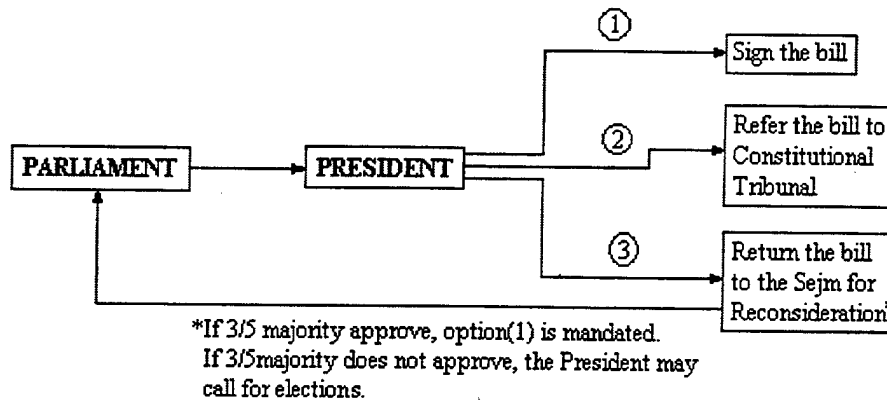 ①
Sign the bill
PARLIAMENT
PRESIDENT
②
Refer the bill to
Constitutional
Tribunal
③
Return the bill
to the Sejm for
Reconsideration*
*If 3/5 majority approve, option(1) is mandated.
If 3/5majority does not approve, the President may
call for elections.